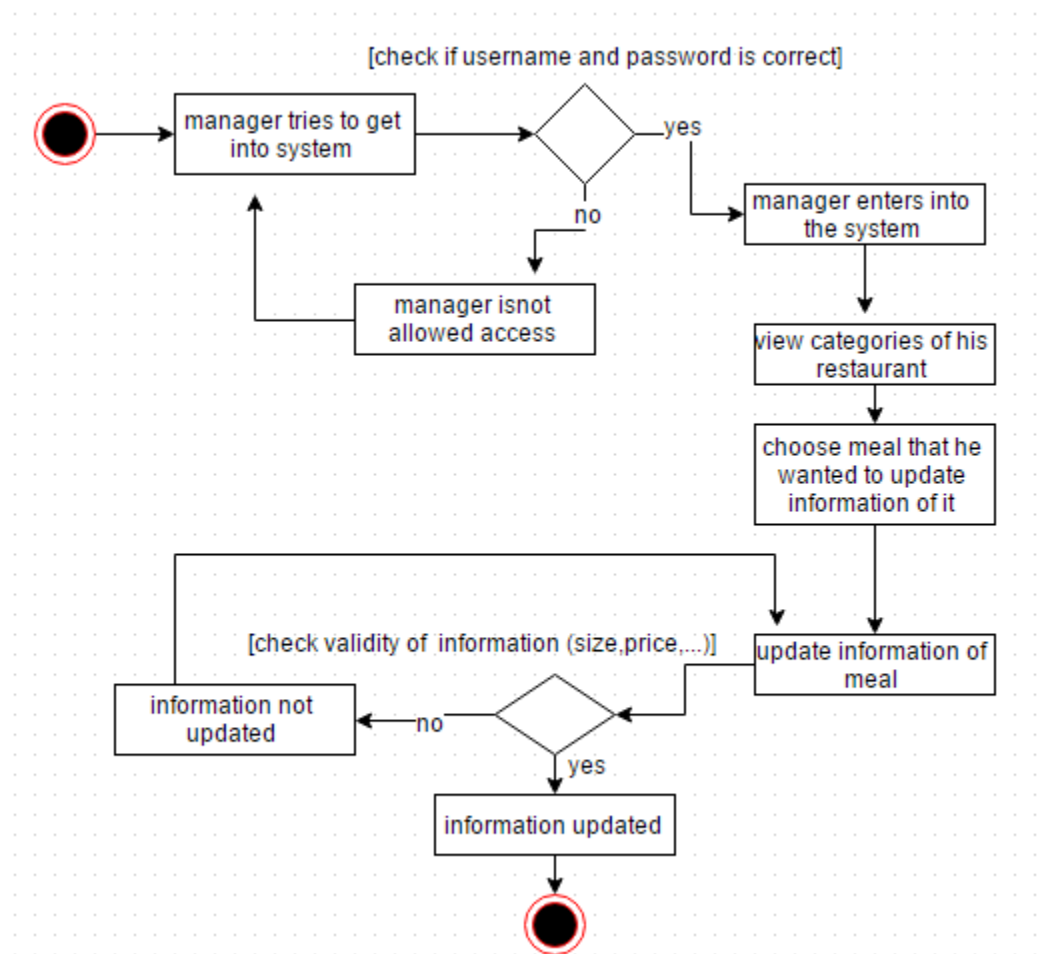 [check if username and password is correct]
manager tries to get
into system
yes
manager enters into
the system
no
manager isnot
allowed access
view categories of his
restaurant
choose meal that he
wanted to update
information of it
[check validity of information (size,price,...)]
update information of
meal
information not
updated
no
yes
information updated